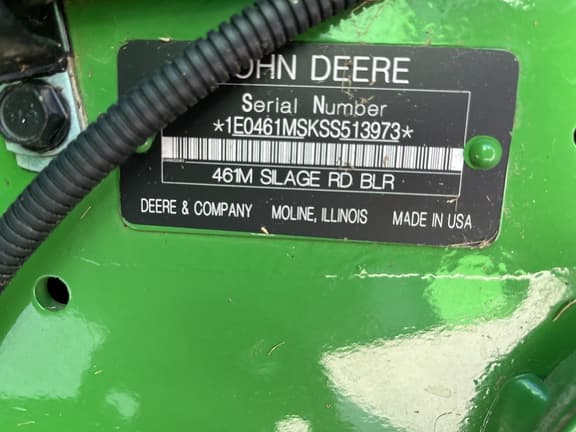 JOHN DEERE
Serial Number
*1E0461MSKSS513973*
461M SILAGE RD BLR
DEERE & COMPANY MOLINE, ILLINOIS MADE IN USA